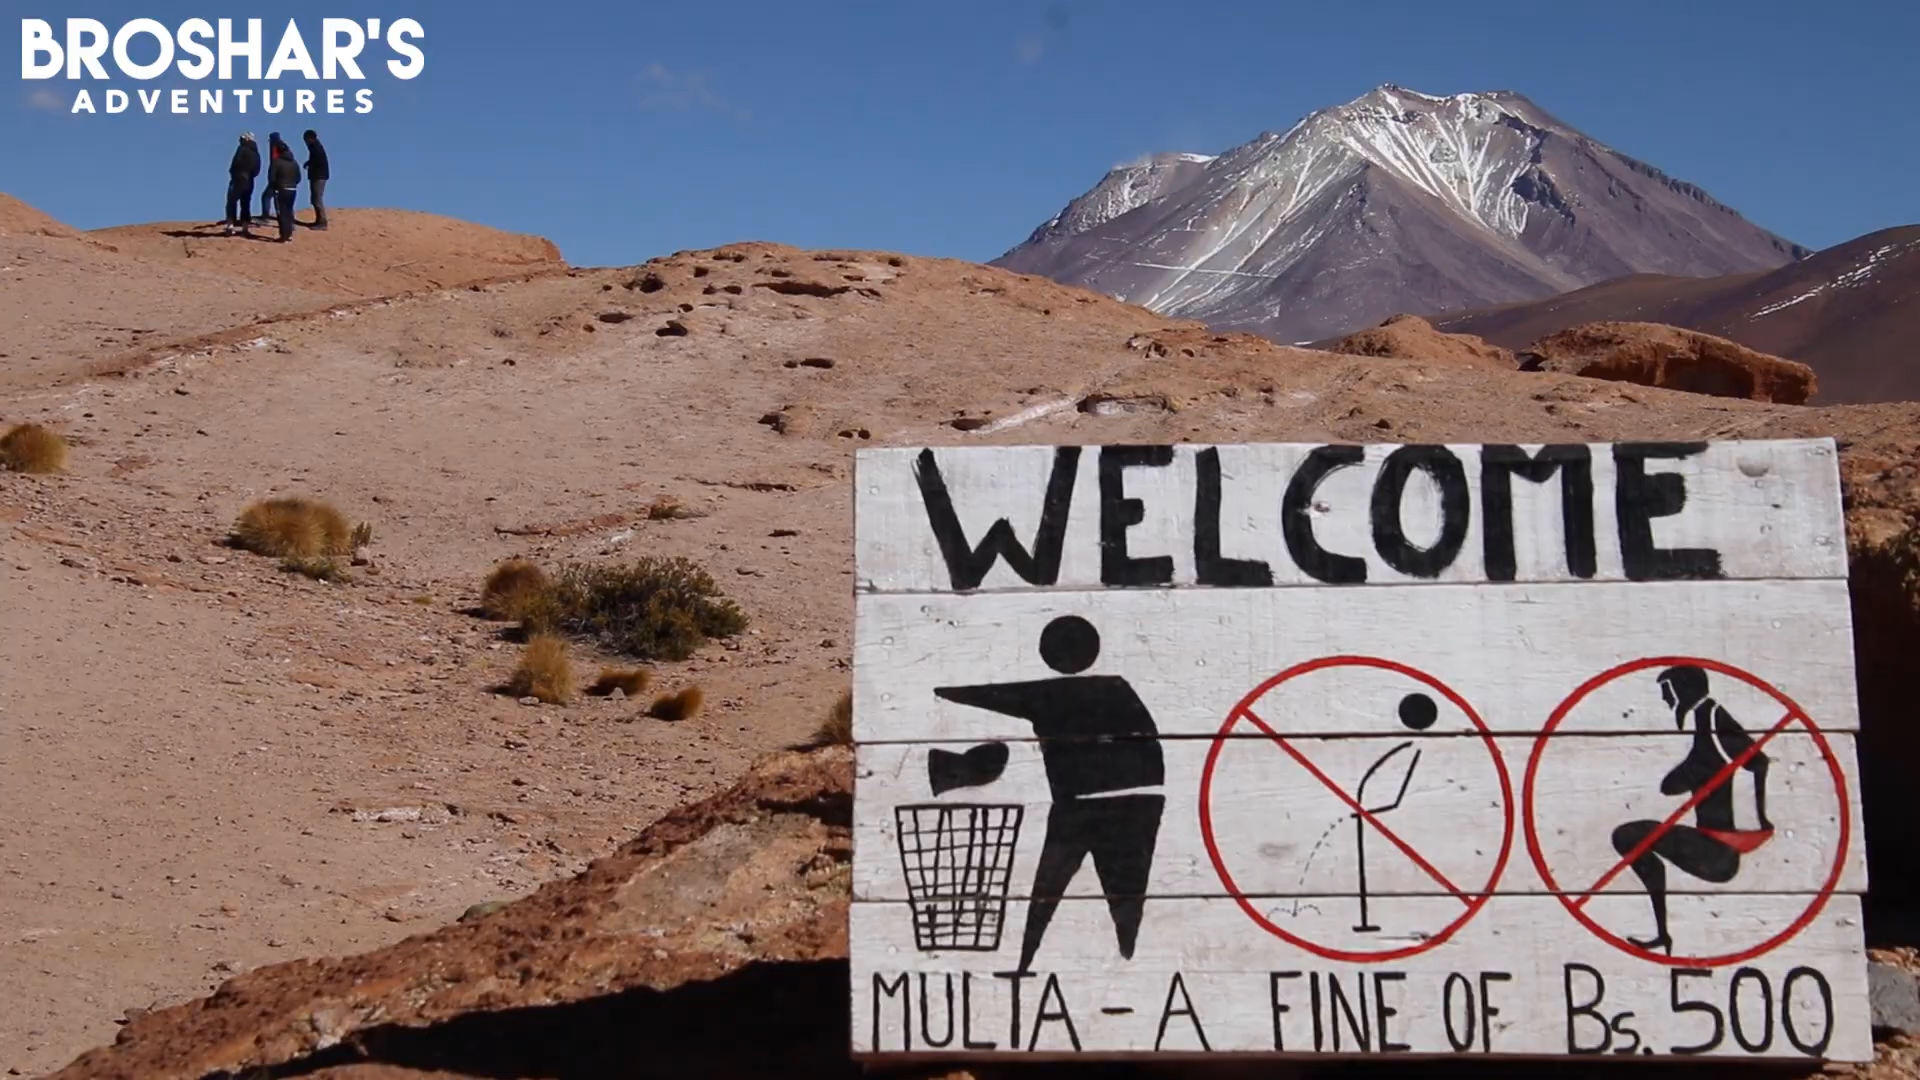 BROSHAR'S
ADVENTURES
WELCOME
MULTA - A FINE OF Bs. 500